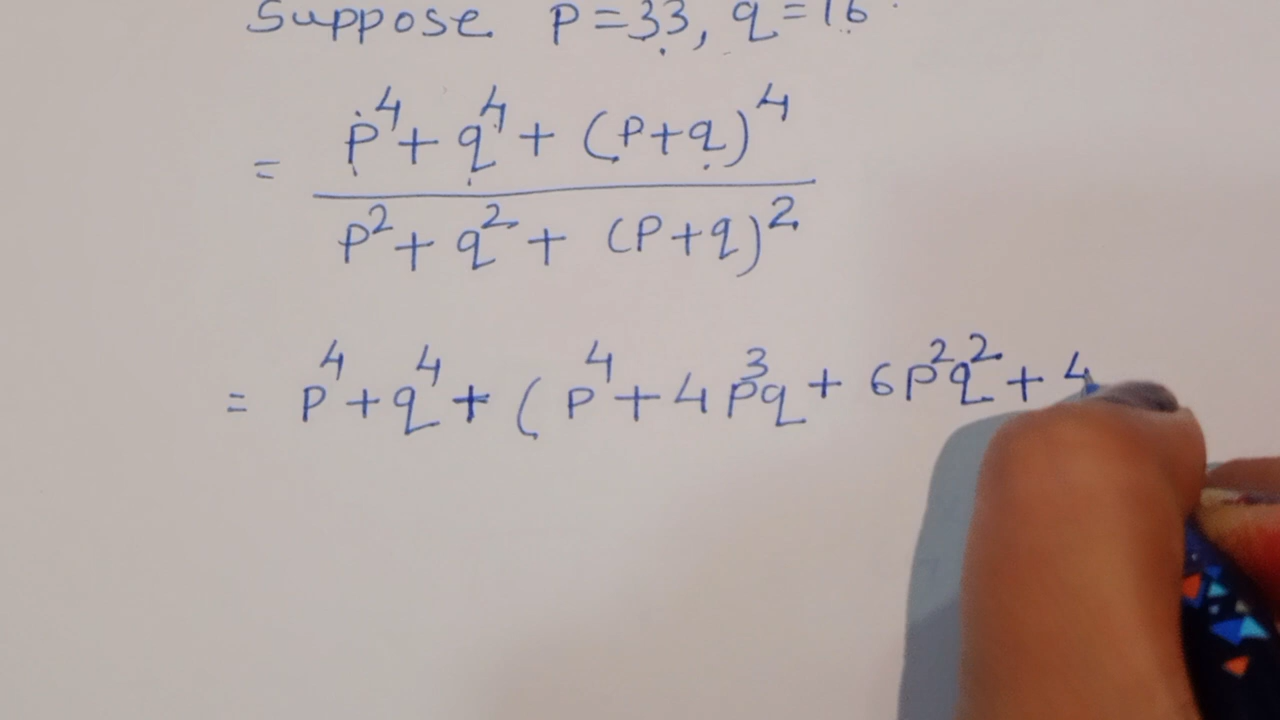 Suppose P=33, q=16
= P⁴+q⁴+(P+q)⁴
P²+q²+(P+q)²
= P⁴+q⁴+(P⁴+4P³q+6P²q²+4